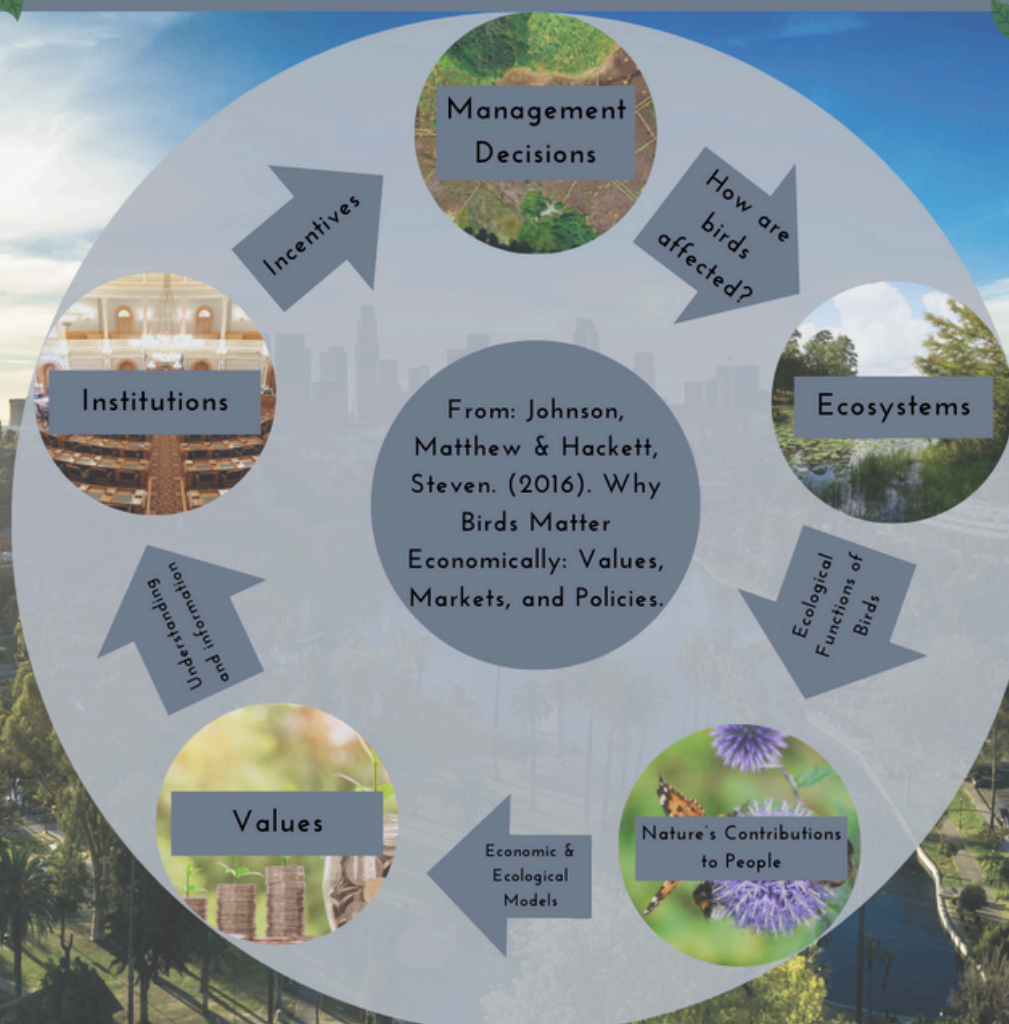 Management
Decisions
How are
birds
affected?
Ecosystems
Ecological
Functions of
Birds
Nature's Contributions
to People
Economic &
Ecological
Models
Values
Understanding
and information
Institutions
Incentives
From: Johnson,
Matthew & Hackett,
Steven. (2016). Why
Birds Matter
Economically: Values,
Markets, and Policies.